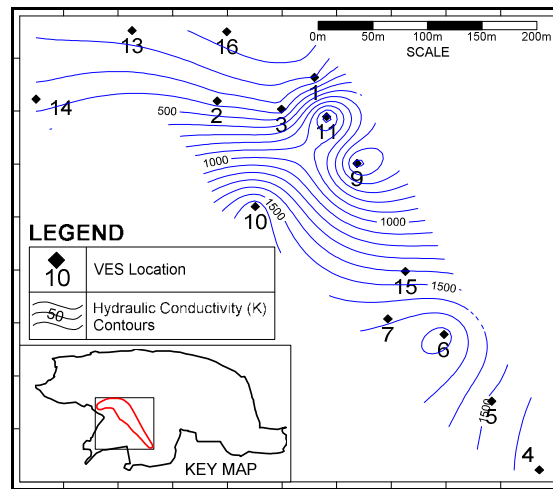 13
16
0m 50m 100m 150m 200m
SCALE
1
14
500
2
3
11
1000
9
10
1500
1000
LEGEND
10 VES Location
50 Hydraulic Conductivity (K)
Contours
15
1500
7
6
1500
5
4
KEY MAP